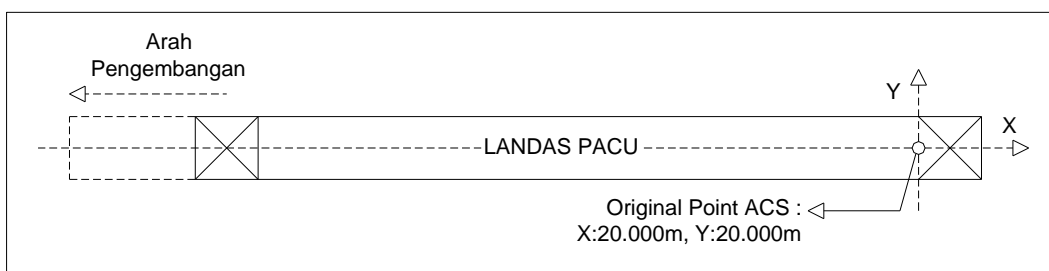 Arah
Pengembangan
Y
X
LANDAS PACU
Original Point ACS :
X:20.000m, Y:20.000m